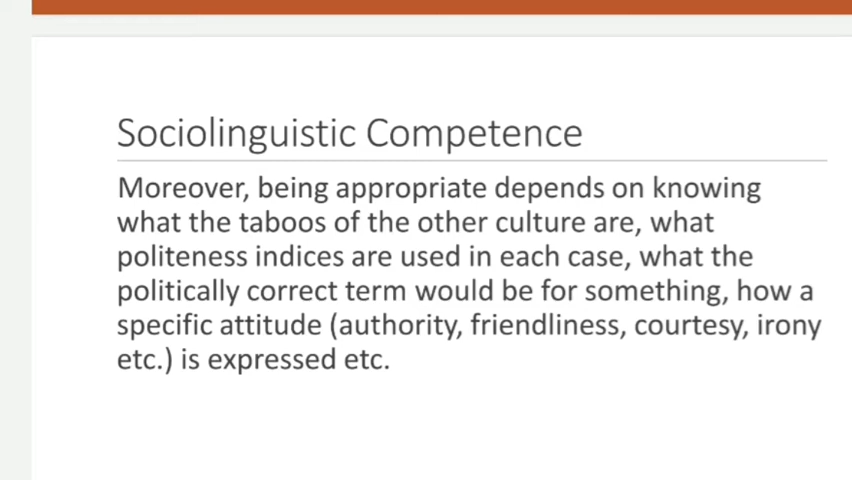 Sociolinguistic Competence
Moreover, being appropriate depends on knowing
what the taboos of the other culture are, what
politeness indices are used in each case, what the
politically correct term would be for something, how a
specific attitude (authority, friendliness, courtesy, irony
etc.) is expressed etc.